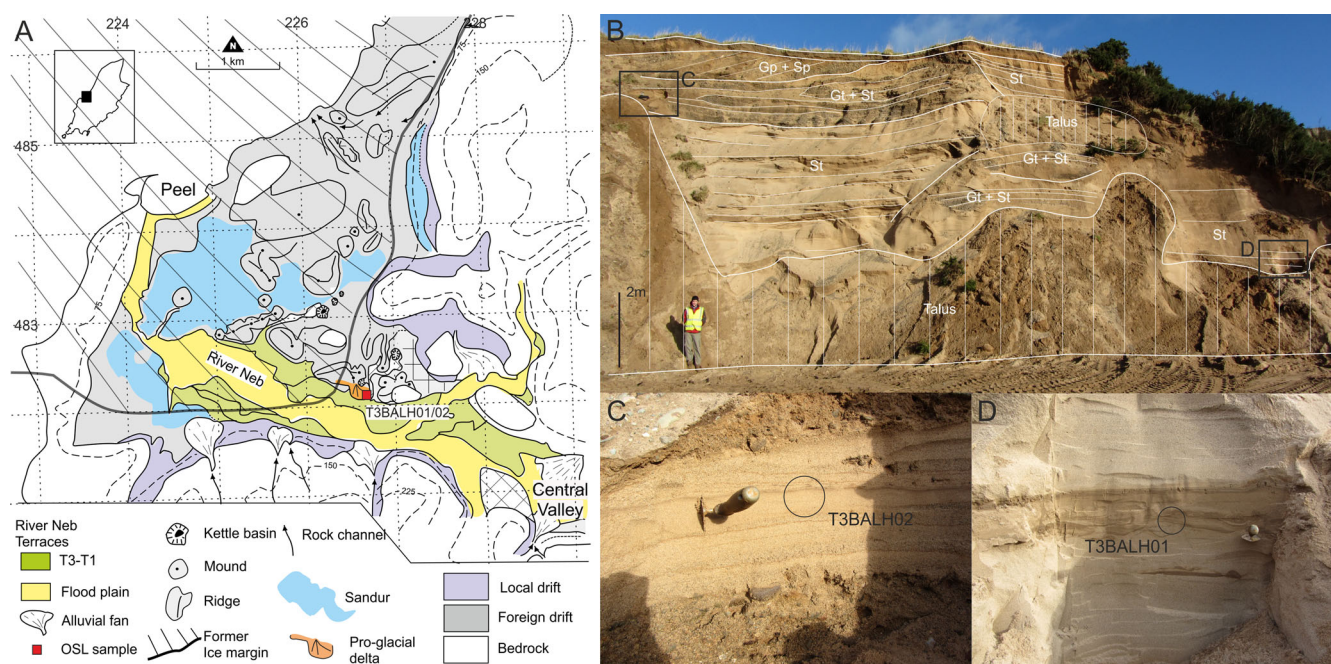 A
224
226
228
N
1 km
485
75
150
Peel
75
483
River Neb
T3BALH01/02
150
225
Central
Valley
River Neb
Terraces
T3-T1
Flood plain
Alluvial fan
OSL sample
Kettle basin
Mound
Ridge
Former
Ice margin
Rock channel
Sandur
Pro-glacial
delta
Local drift
Foreign drift
Bedrock
B
C
Gp + Sp
Gt + St
St
Talus
St
Gt + St
Gt + St
St
D
2m
Talus
C
T3BALH02
D
T3BALH01